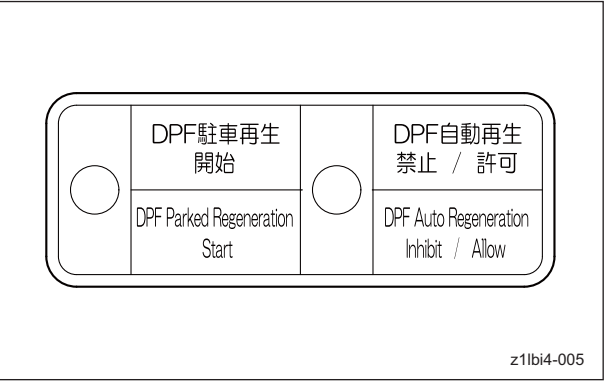 DPF駐車再生
開始
DPF Parked Regeneration
Start
DPF自動再生
禁止 / 許可
DPF Auto Regeneration
Inhibit / Allow
z1lbi4-005